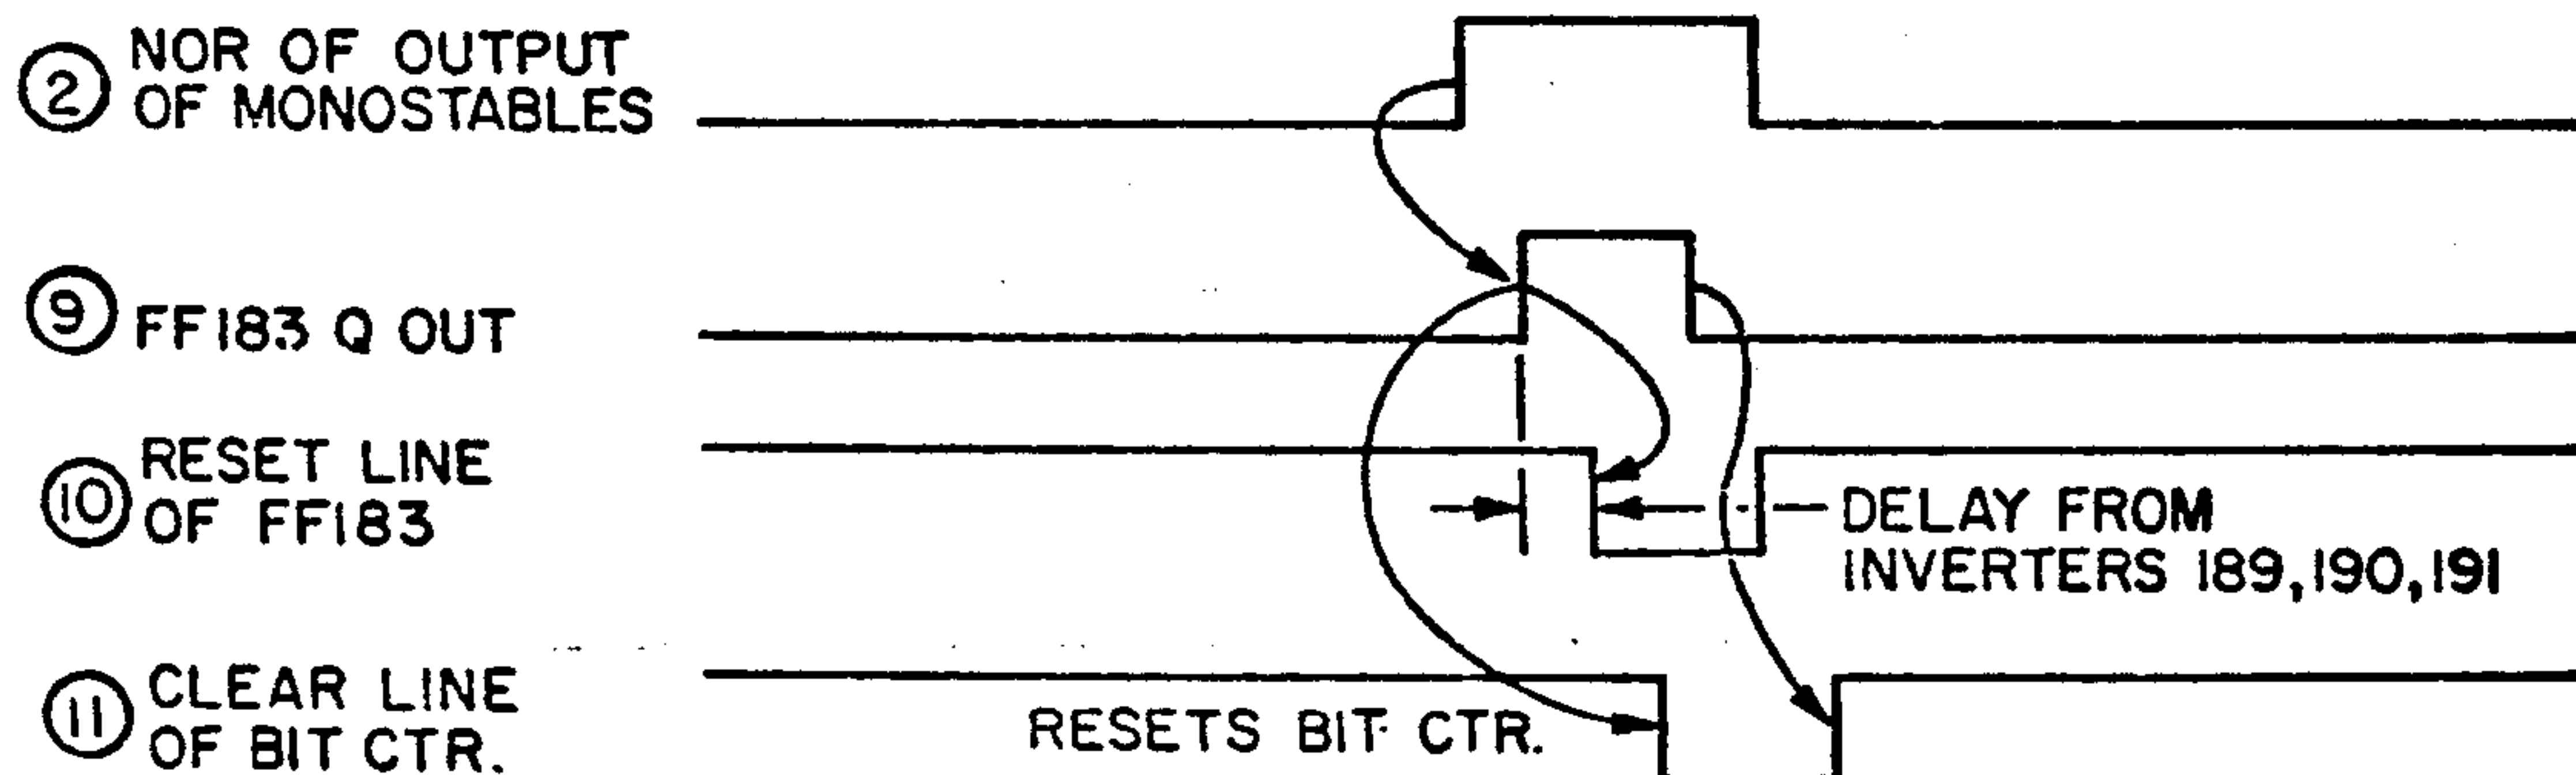 2 NOR OF OUTPUT
OF MONOSTABLES
9 FF183 Q OUT
10 RESET LINE
OF FF183
DELAY FROM
INVERTERS 189,190,191
11 CLEAR LINE
OF BIT CTR.
RESETS BIT CTR.